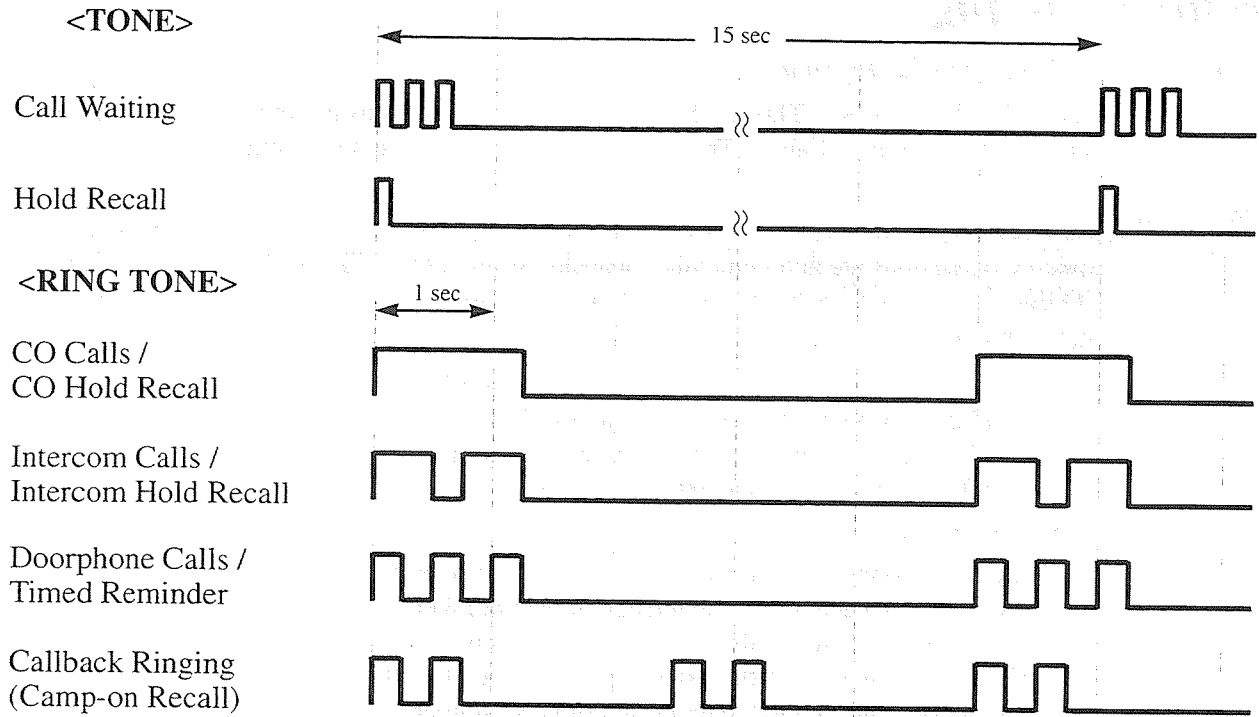 <TONE>
15 sec
Call Waiting
Hold Recall
<RING TONE>
1 sec
CO Calls /
CO Hold Recall
Intercom Calls /
Intercom Hold Recall
Doorphone Calls /
Timed Reminder
Callback Ringing
(Camp-on Recall)